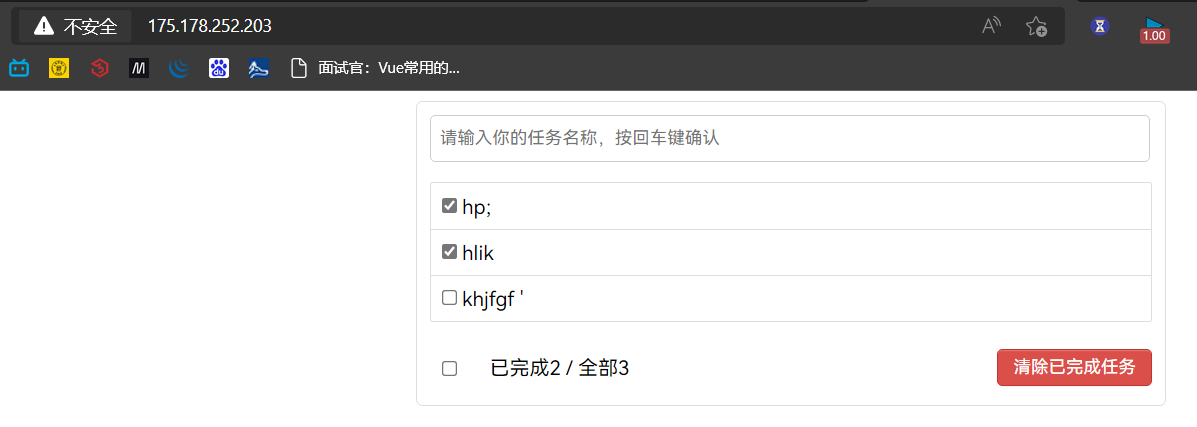 不安全 175.178.252.203 A
1.00
M du 面试官：Vue常用的...
请输入你的任务名称，按回车键确认
hp;
hlik
khjfgf '
已完成2 / 全部3 清除已完成任务